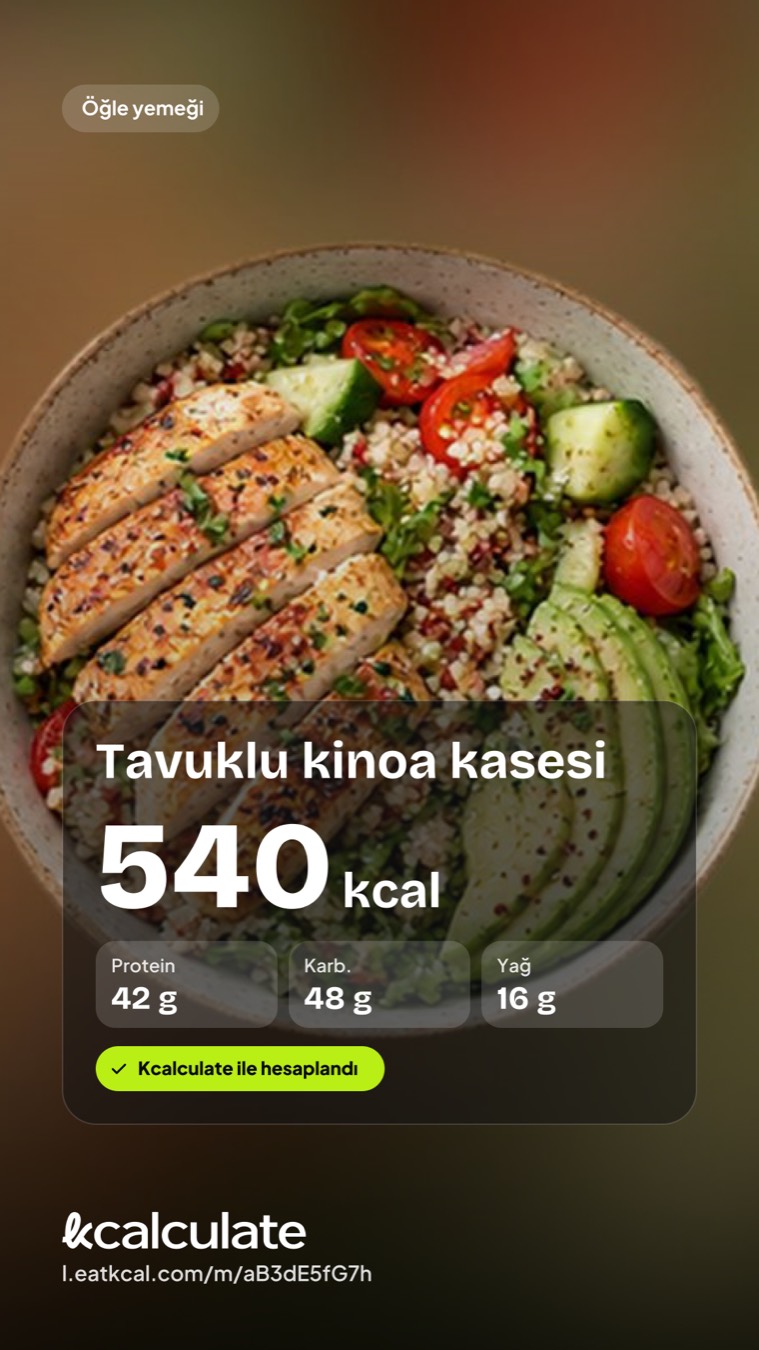 Öğle yemeği
Tavuklu kinoa kasesi
540 kcal
Protein
42 g
Karb.
48 g
Yağ
16 g
Kcalculate ile hesaplandı
kcalculate
l.eatkcal.com/m/aB3dE5fG7h